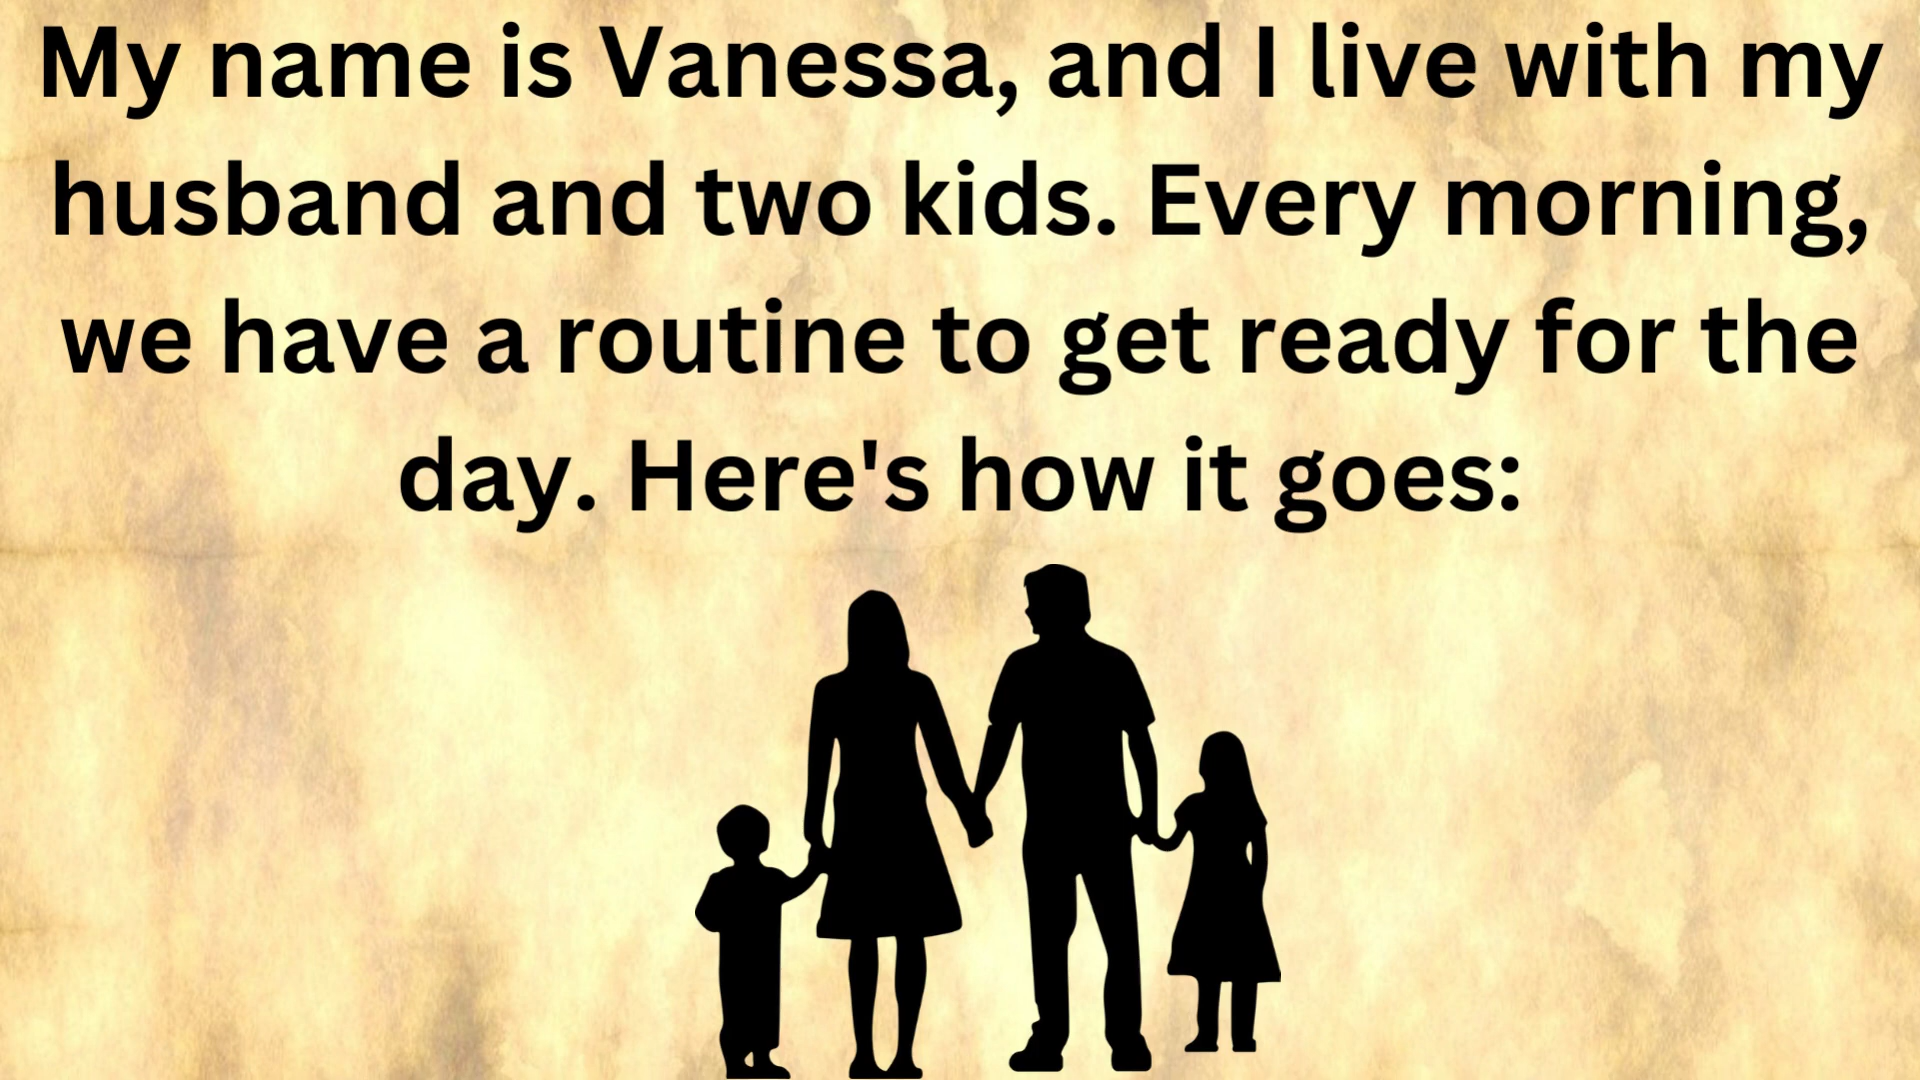 My name is Vanessa, and I live with my
husband and two kids. Every morning,
we have a routine to get ready for the
day. Here's how it goes: